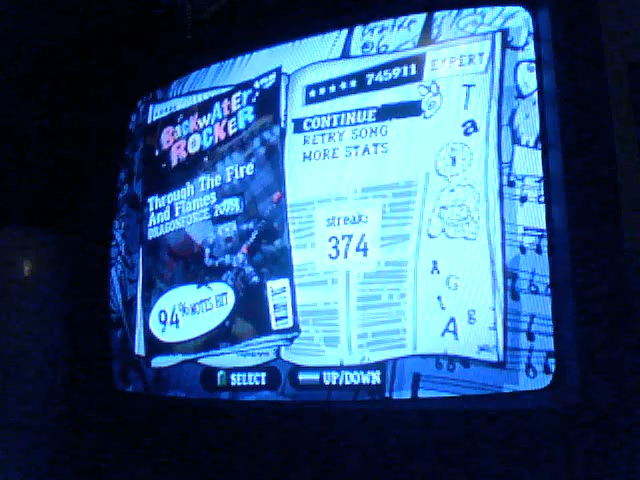 BackwAtEr
ROCKER
Through The Fire
And Flames
DRAGONFORCE
94% NOTES HIT
745911 EXPERT
CONTINUE
RETRY SONG
MORE STATS
streak:
374
SELECT UP/DOWN